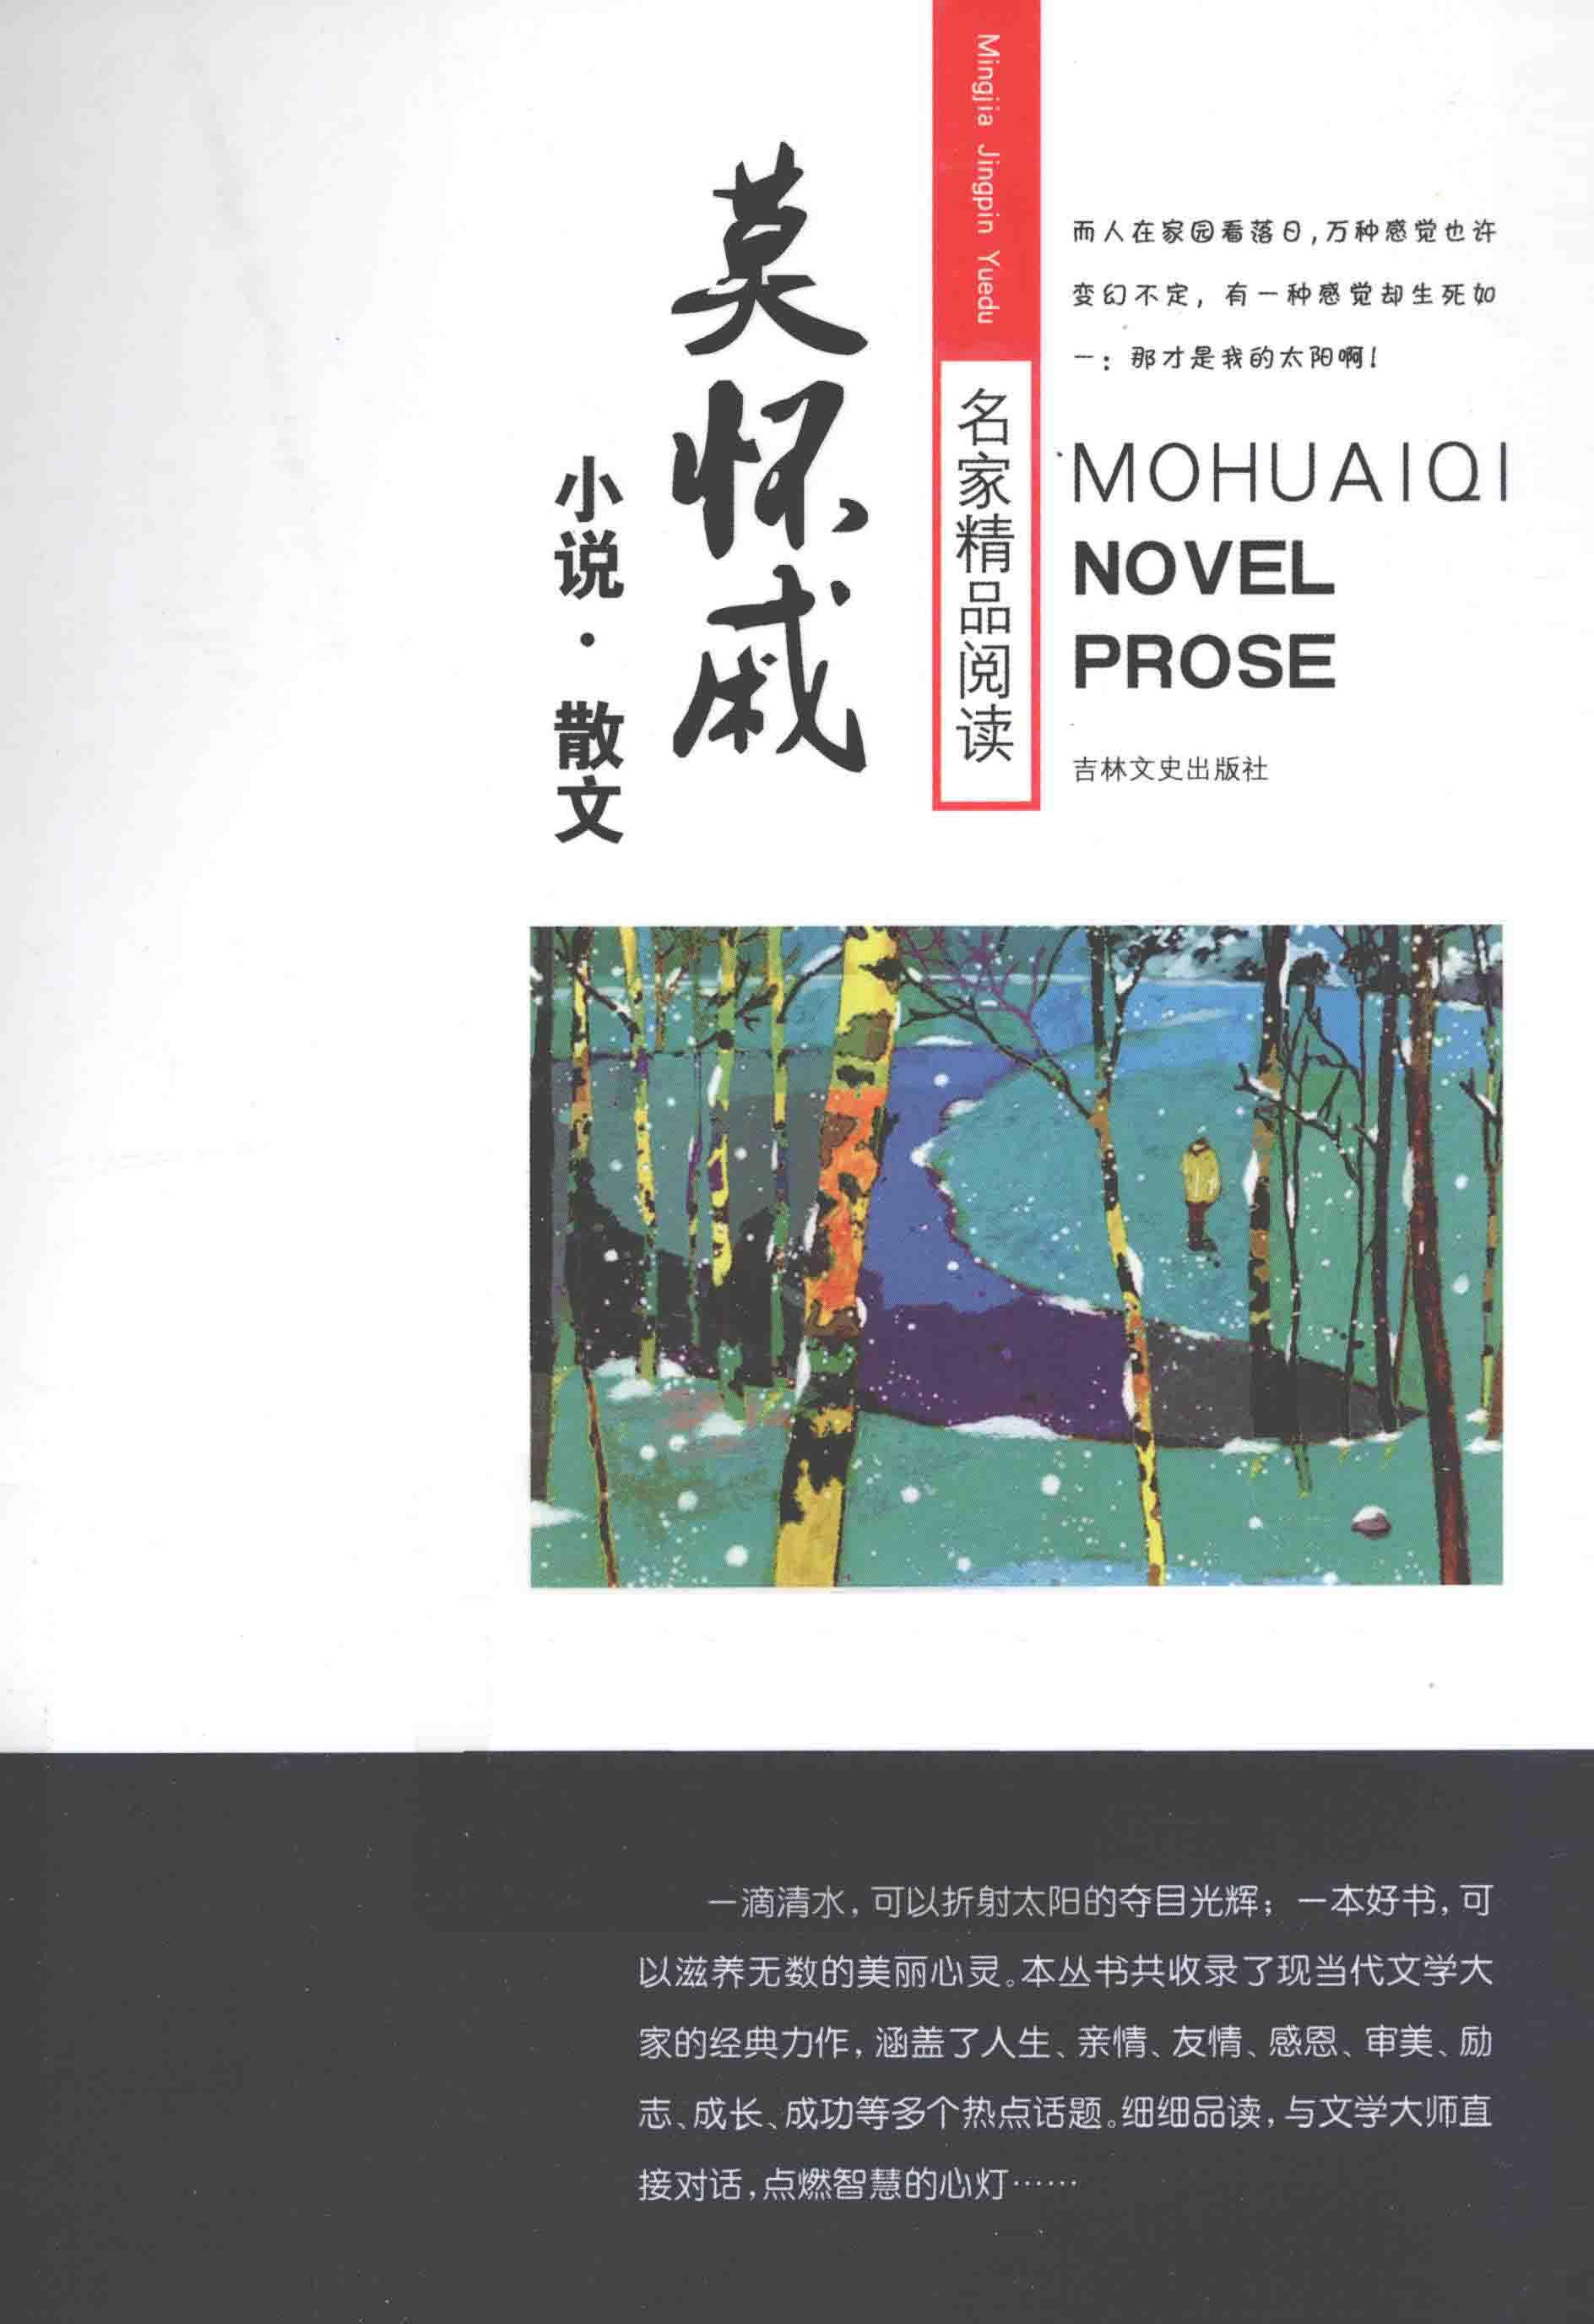 Mingjia Jingpin Yuedu
名家精品阅读
莫怀戚
小说·散文
而人在家园看落日,万种感觉也许
变幻不定，有一种感觉却生死如
一：那才是我的太阳啊！
MOHUAIQI
NOVEL
PROSE
吉林文史出版社
一滴清水，可以折射太阳的夺目光辉；一本好书，可
以滋养无数的美丽心灵。本丛书共收录了现当代文学大
家的经典力作，涵盖了人生、亲情、友情、感恩、审美、励
志、成长、成功等多个热点话题。细细品读，与文学大师直
接对话，点燃智慧的心灯……